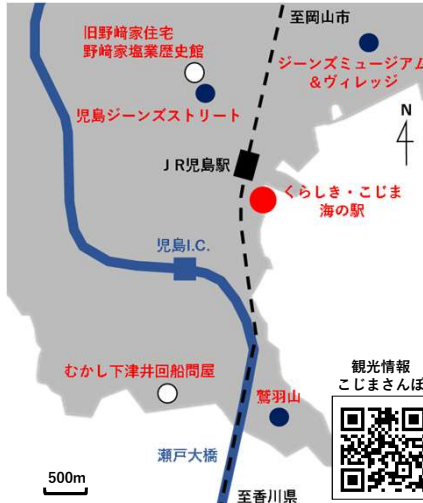 至岡山市
旧野﨑家住宅
野﨑家塩業歴史館
ジーンズミュージアム
＆ヴィレッジ
児島ジーンズストリート
N
ＪR児島駅
くらしき・こじま
海の駅
児島I.C.
むかし下津井回船問屋
鷲羽山
観光情報
こじまさんぽ
瀬戸大橋
500m
至香川県